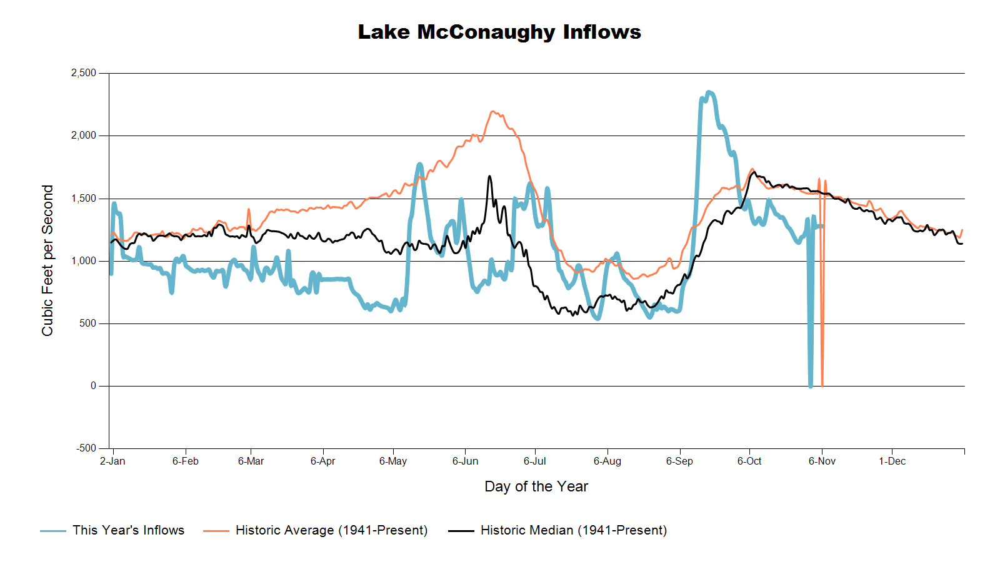 Lake McConaughy Inflows
2,500
2,000
1,500
1,000
500
0
-500
Cubic Feet per Second
2-Jan 6-Feb 6-Mar 6-Apr 6-May 6-Jun 6-Jul 6-Aug 6-Sep 6-Oct 6-Nov 1-Dec
Day of the Year
This Year's Inflows Historic Average (1941-Present) Historic Median (1941-Present)